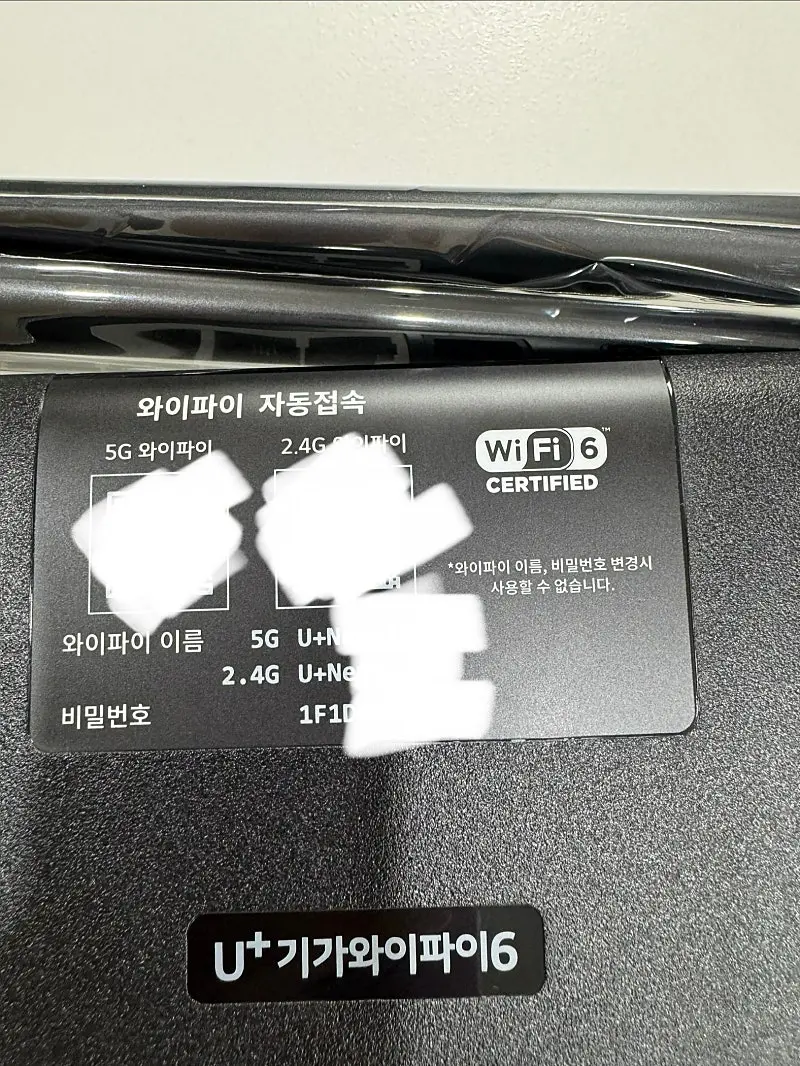 와이파이 자동접속
5G 와이파이
2.4G
WiFi 6™
CERTIFIED
*와이파이 이름, 비밀번호 변경시
사용할 수 없습니다.
와이파이 이름 5G
2.4G
비밀번호
U+기가와이파이6